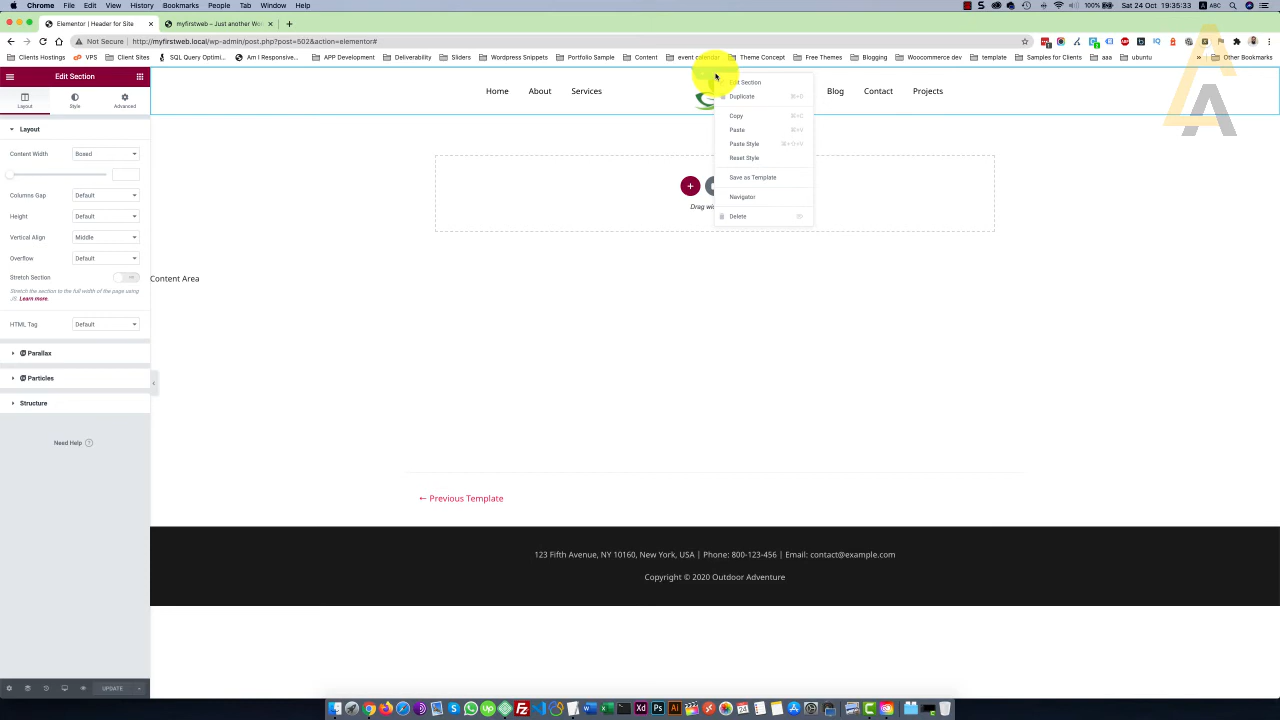 Chrome File Edit View History Bookmarks People Tab Window Help
Sat 24 Oct 19:35:33
Elementor | Header for Site
myfirstweb – Just another Wo
Not Secure http://myfirstweb.local/wp-admin/post.php?post=502&action=elementor#
Clients Hostings VPS Client Sites SQL Query Optimi... Am I Responsive... APP Development Deliverability Sliders Wordpress Snippets Portfolio Sample Content event calendar Theme Concept Free Themes Blogging Woocommerce dev template Samples for Clients aaa ubuntu » Other Bookmarks
Edit Section
Layout Style Advanced
Home About Services Blog Contact Projects
Edit Section
Duplicate ⌘+D
Copy ⌘+C
Paste ⌘+V
Paste Style ⌘+⇧+V
Reset Style
Save as Template
Navigator
Delete
Layout
Content Width Boxed
Columns Gap Default
Height Default
Vertical Align Middle
Overflow Default
Stretch Section
Stretch the section to the full width of the page using
JS. Learn more.
HTML Tag Default
Parallax
Particles
Structure
Need Help
Drag wi
Content Area
← Previous Template
123 Fifth Avenue, NY 10160, New York, USA | Phone: 800-123-456 | Email: contact@example.com
Copyright © 2020 Outdoor Adventure
UPDATE